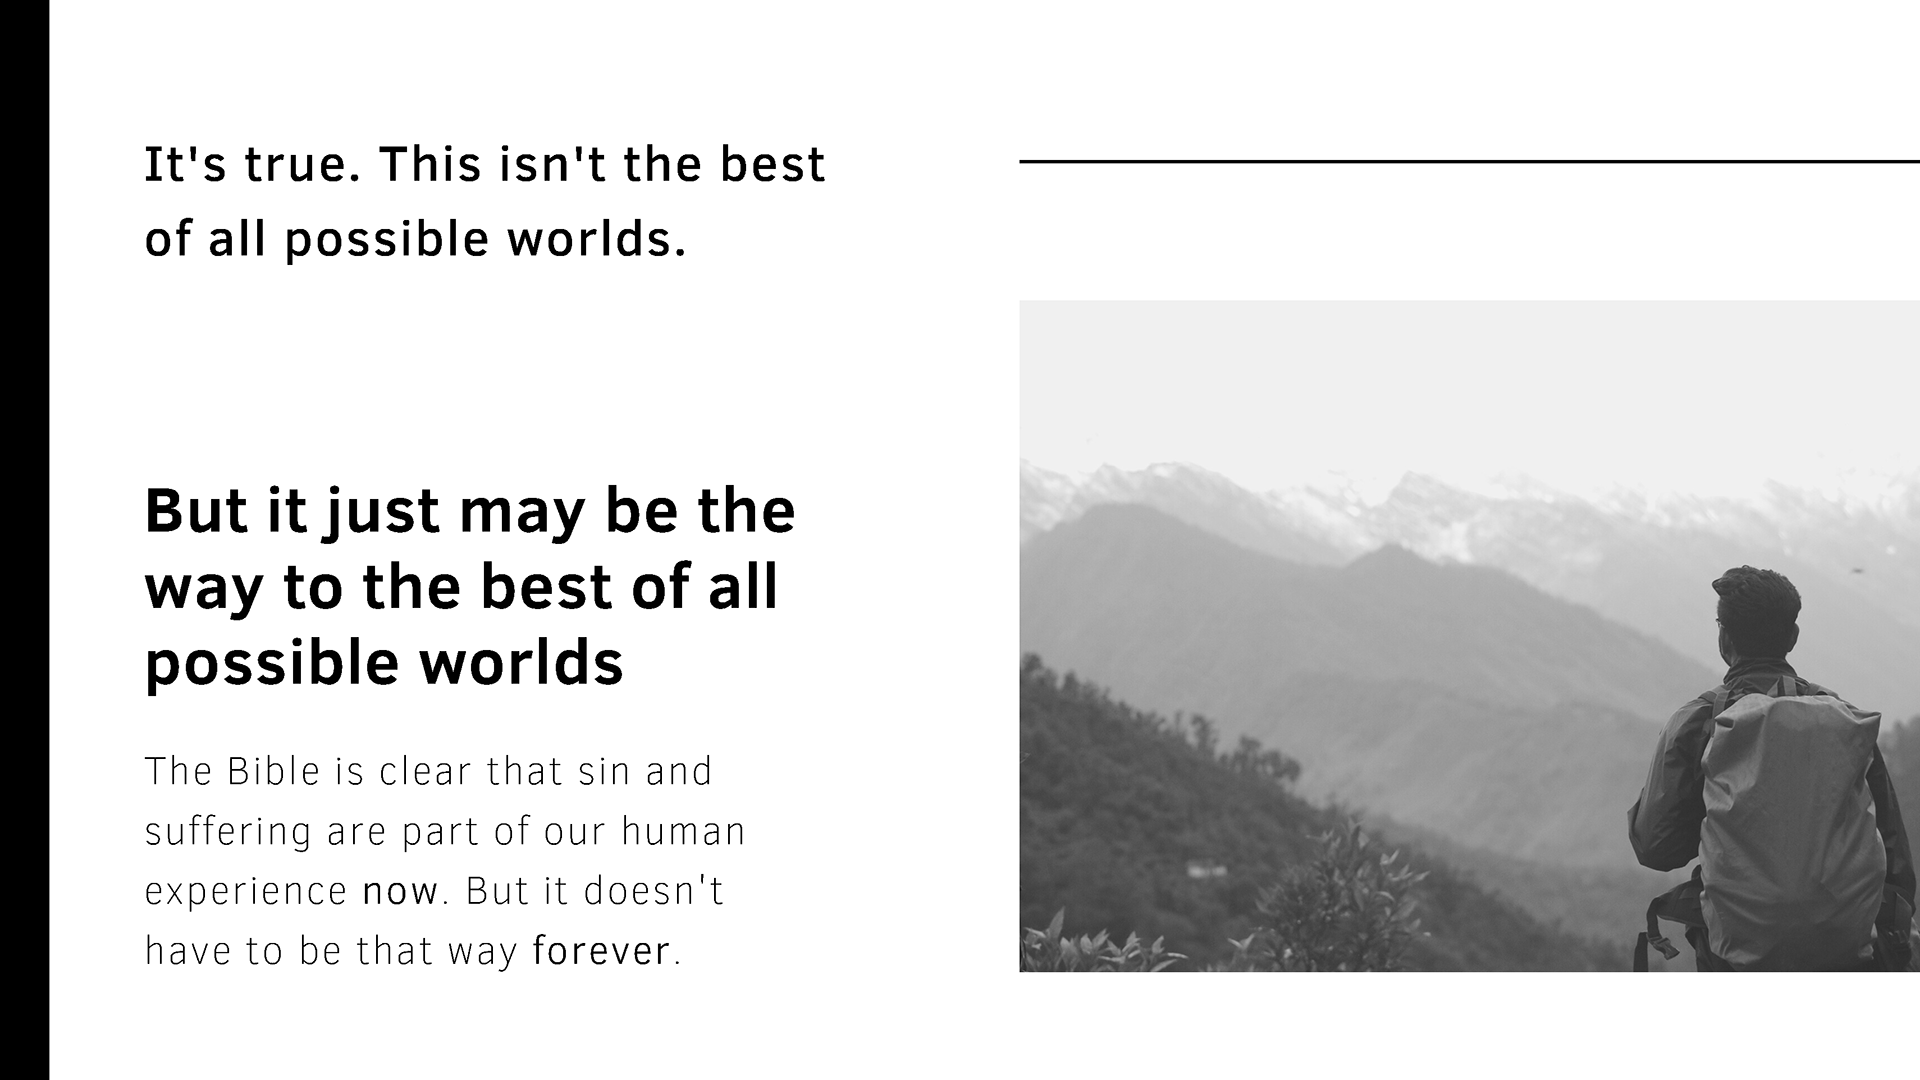 It's true. This isn't the best
of all possible worlds.
But it just may be the
way to the best of all
possible worlds
The Bible is clear that sin and
suffering are part of our human
experience now. But it doesn't
have to be that way forever.